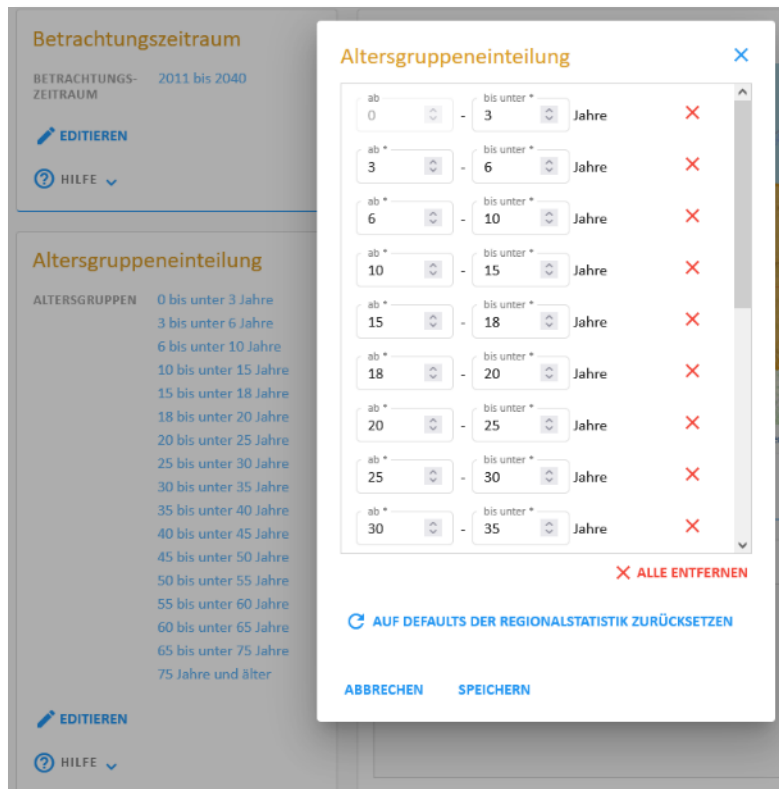 Betrachtungszeitraum
BETRACHTUNGS- 2011 bis 2040
ZEITRAUM
EDITIEREN
HILFE
Altersgruppeneinteilung
ALTERSGRUPPEN 0 bis unter 3 Jahre
3 bis unter 6 Jahre
6 bis unter 10 Jahre
10 bis unter 15 Jahre
15 bis unter 18 Jahre
18 bis unter 20 Jahre
20 bis unter 25 Jahre
25 bis unter 30 Jahre
30 bis unter 35 Jahre
35 bis unter 40 Jahre
40 bis unter 45 Jahre
45 bis unter 50 Jahre
50 bis unter 55 Jahre
55 bis unter 60 Jahre
60 bis unter 65 Jahre
65 bis unter 75 Jahre
75 Jahre und älter
EDITIEREN
HILFE
Altersgruppeneinteilung
ab bis unter *
0 - 3 Jahre
ab * bis unter *
3 - 6 Jahre
ab * bis unter *
6 - 10 Jahre
ab * bis unter *
10 - 15 Jahre
ab * bis unter *
15 - 18 Jahre
ab * bis unter *
18 - 20 Jahre
ab * bis unter *
20 - 25 Jahre
ab * bis unter *
25 - 30 Jahre
ab * bis unter *
30 - 35 Jahre
ALLE ENTFERNEN
AUF DEFAULTS DER REGIONALSTATISTIK ZURÜCKSETZEN
ABBRECHEN SPEICHERN